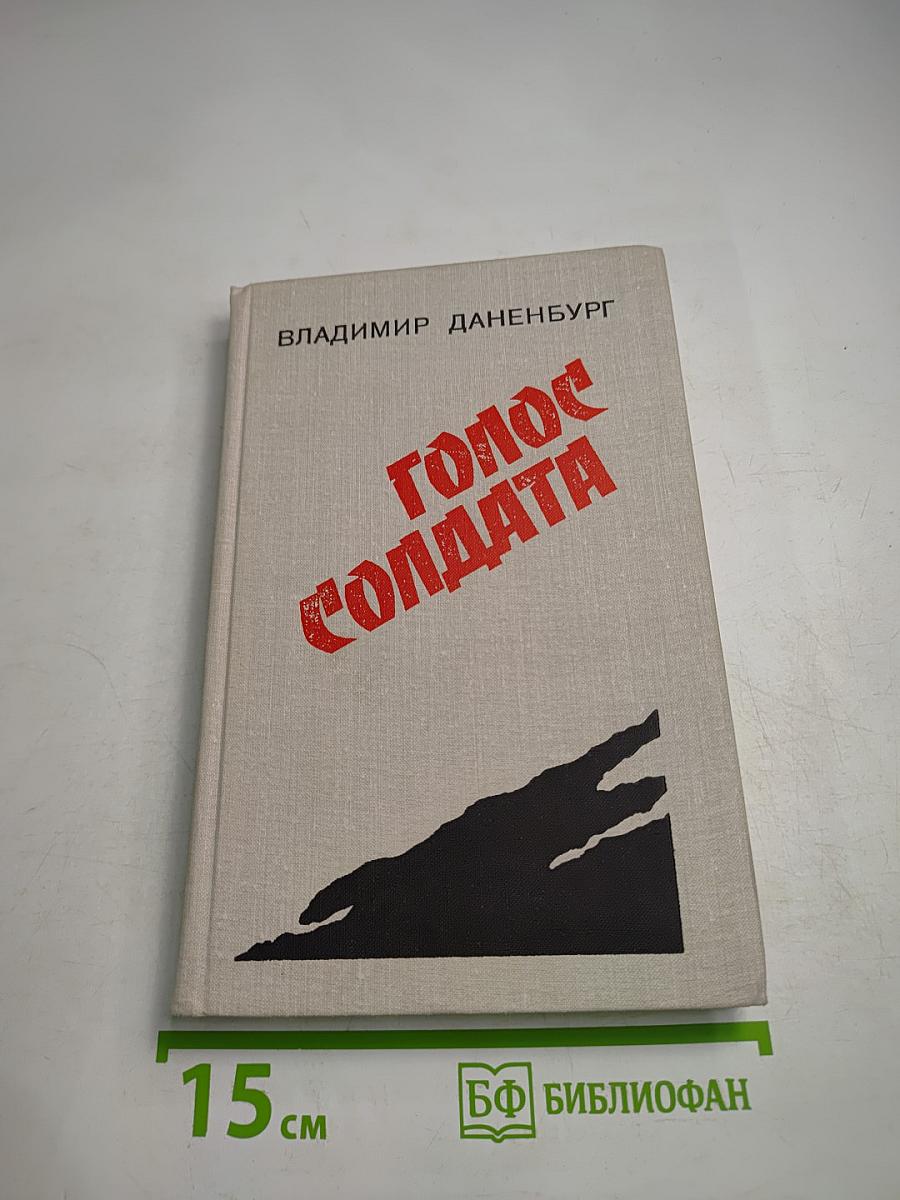 ВЛАДИМИР ДАНЕНБУРГ
ГОЛОС
СОЛДАТА
15 см
БФ БИБЛИОФАН